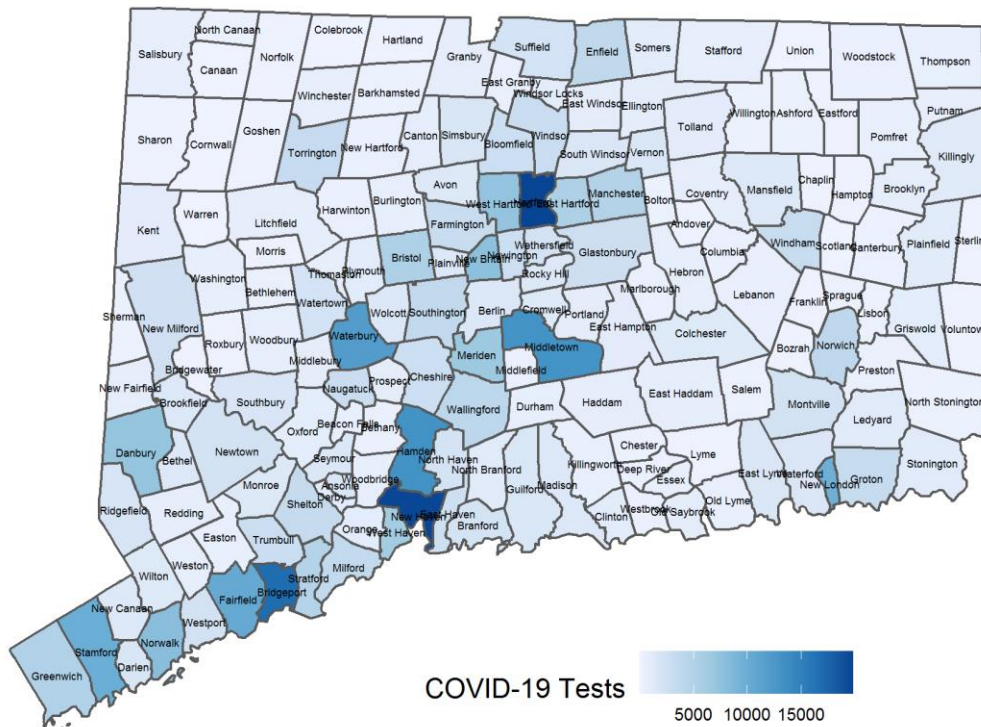 North Canaan
Colebrook
Hartland
Suffield
Enfield
Somers
Stafford
Union
Woodstock
Thompson
Salisbury
Canaan
Norfolk
Granby
East Granby
Windsor Locks
Winchester
Barkhamsted
East Windsor
Ellington
Willington
Ashford
Eastford
Putnam
Sharon
Cornwall
Goshen
Torrington
New Hartford
Canton
Simsbury
Bloomfield
Windsor
South Windsor
Vernon
Tolland
Pomfret
Killingly
Avon
West Hartford
East Hartford
Manchester
Bolton
Coventry
Mansfield
Chaplin
Hampton
Brooklyn
Kent
Warren
Litchfield
Harwinton
Burlington
Farmington
Wethersfield
Glastonbury
Andover
Columbia
Windham
Scotland
Canterbury
Plainfield
Sterlin
Morris
Thomaston
Plymouth
Bristol
Plainville
New Britain
Newington
Rocky Hill
Hebron
Washington
Bethlehem
Watertown
Wolcott
Southington
Berlin
Cromwell
Portland
Marlborough
Lebanon
Franklin
Sprague
Lisbon
Griswold
Volunto
Sherman
New Milford
Roxbury
Woodbury
Waterbury
Middletown
East Hampton
Colchester
Bozrah
Norwich
Preston
Bridgewater
Middlebury
Meriden
Middlefield
New Fairfield
Brookfield
Southbury
Naugatuck
Prospect
Cheshire
Wallingford
Durham
Haddam
East Haddam
Salem
Montville
North Stonington
Danbury
Bethel
Newtown
Oxford
Beacon Falls
Bethany
Hamden
North Haven
Ledyard
Seymour
Woodbridge
North Branford
Guilford
Madison
Killingworth
Chester
Deep River
Essex
Lyme
East Lyme
Waterford
New London
Groton
Stonington
Ridgefield
Redding
Monroe
Shelton
Ansonia
Derby
Orange
New Haven
East Haven
West Haven
Branford
Clinton
Westbrook
Old Saybrook
Old Lyme
Easton
Trumbull
Wilton
Weston
Stratford
Milford
New Canaan
Westport
Fairfield
Bridgeport
Greenwich
Stamford
Darien
Norwalk
COVID-19 Tests
5000 10000 15000